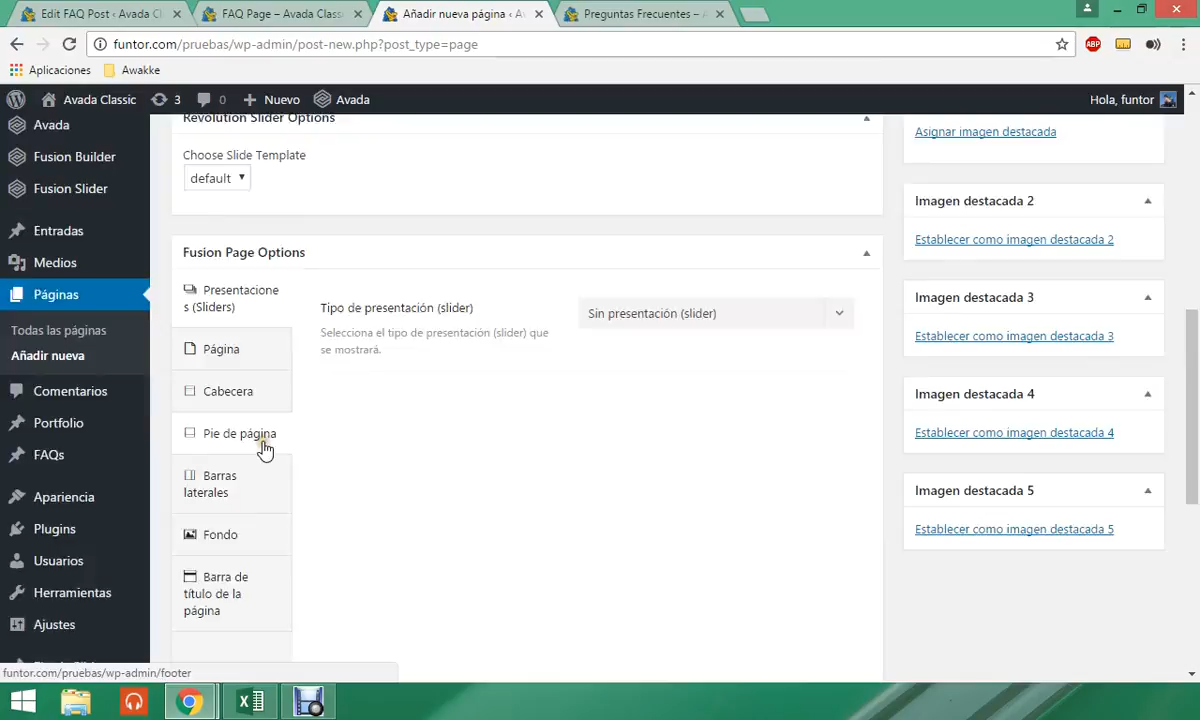 Edit FAQ Post ‹ Avada Cl
FAQ Page – Avada Class
Añadir nueva página ‹ Av
Preguntas Frecuentes –
funtor.com/pruebas/wp-admin/post-new.php?post_type=page
ABP
Aplicaciones
Awakke
Avada Classic
3
0
Nuevo
Avada
Hola, funtor
Avada
Fusion Builder
Fusion Slider
Entradas
Medios
Páginas
Todas las páginas
Añadir nueva
Comentarios
Portfolio
FAQs
Apariencia
Plugins
Usuarios
Herramientas
Ajustes
Revolution Slider Options
Choose Slide Template
default
Fusion Page Options
Presentacione
s (Sliders)
Página
Cabecera
Pie de página
Barras
laterales
Fondo
Barra de
título de la
página
Tipo de presentación (slider)
Selecciona el tipo de presentación (slider) que
se mostrará.
Sin presentación (slider)
Asignar imagen destacada
Imagen destacada 2
Establecer como imagen destacada 2
Imagen destacada 3
Establecer como imagen destacada 3
Imagen destacada 4
Establecer como imagen destacada 4
Imagen destacada 5
Establecer como imagen destacada 5
funtor.com/pruebas/wp-admin/footer